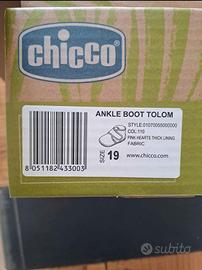 chicco
ANKLE BOOT TOLOM
STYLE:01070055000000
COL:110
PINK HEARTS THICK LINING
FABRIC
SIZE 19
www.chicco.com
8 051182 433003
subito